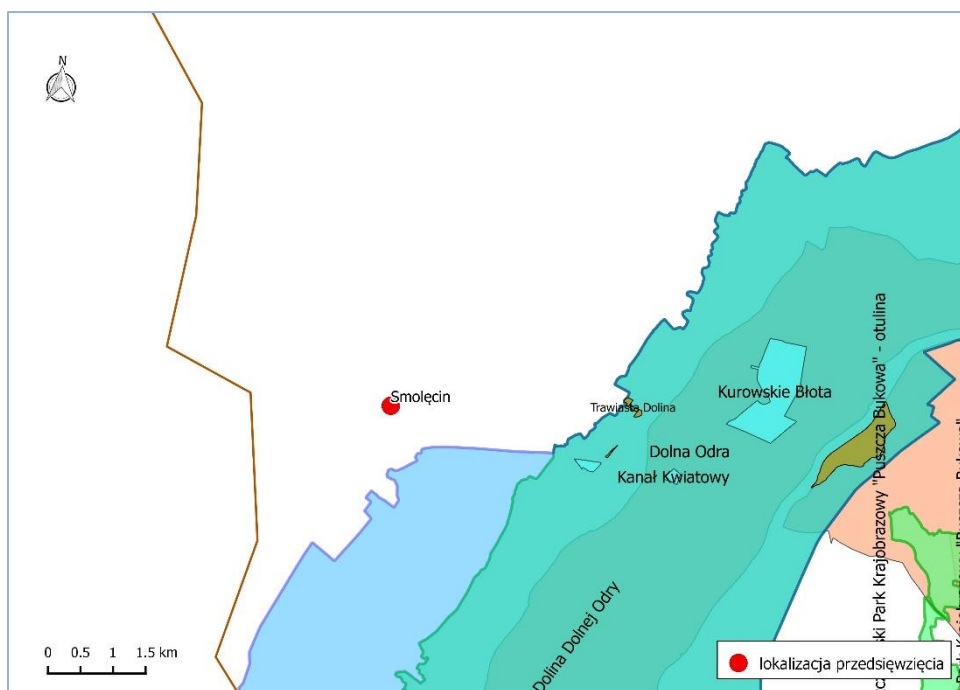 N
Smolęcin
Trawiasta Dolina
Kurowskie Błota
Dolna Odra
Kanał Kwiatowy
Dolina Dolnej Odry
ski Park Krajobrazowy "Puszcza Bukowa" - otulina
0 0.5 1 1.5 km
lokalizacja przedsięwzięcia